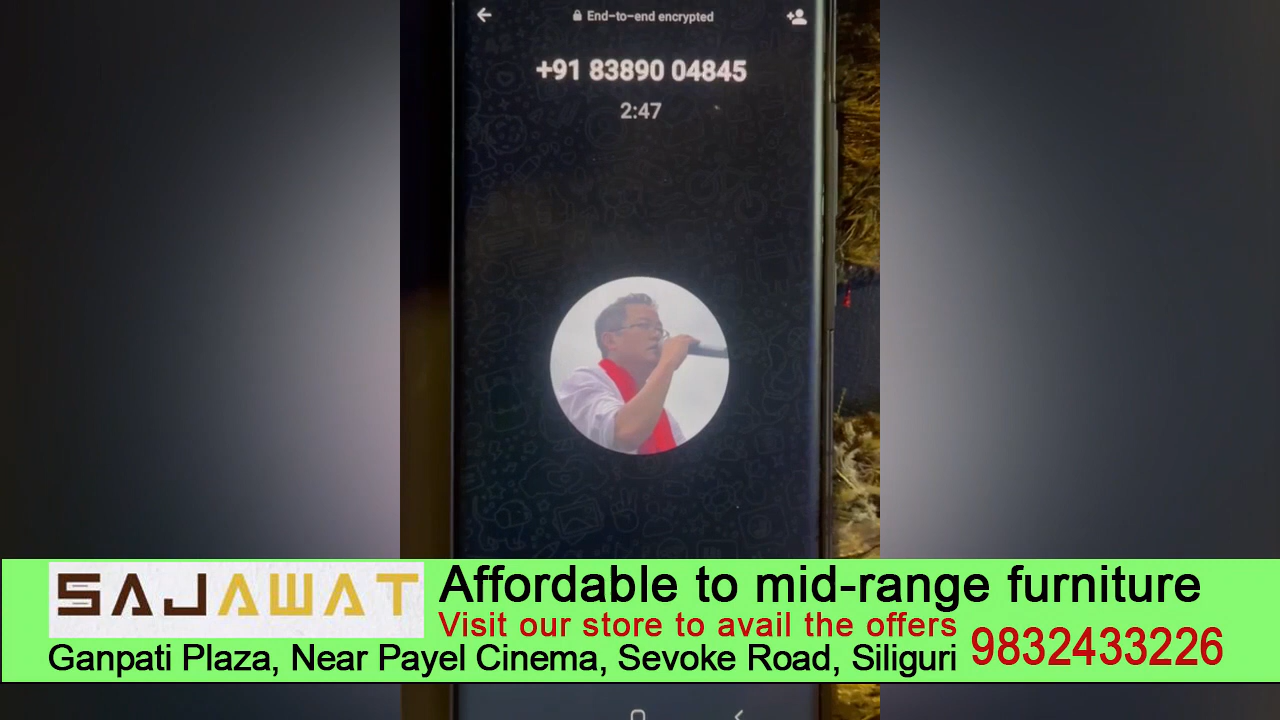 End-to-end encrypted
+91 83890 04845
2:47
SAJAWAT
Affordable to mid-range furniture
Visit our store to avail the offers
Ganpati Plaza, Near Payel Cinema, Sevoke Road, Siliguri
9832433226